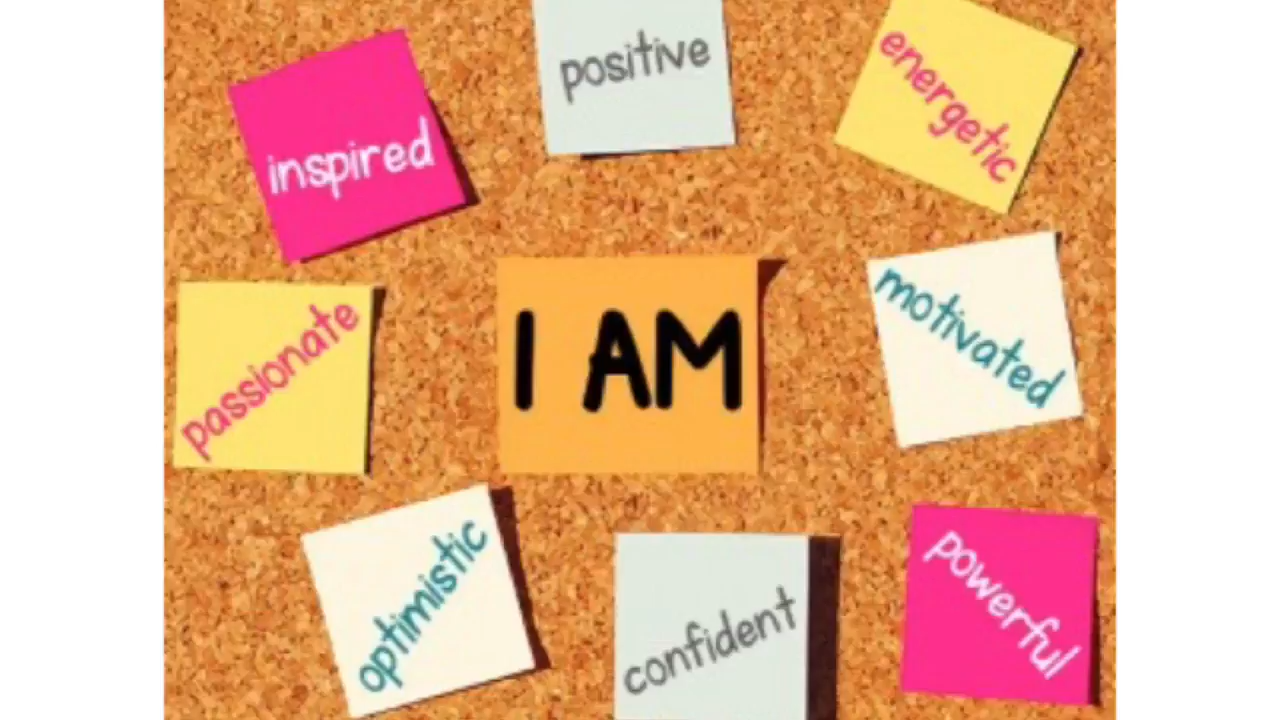 positive
energetic
inspired
motivated
I AM
passionate
optimistic
confident
powerful